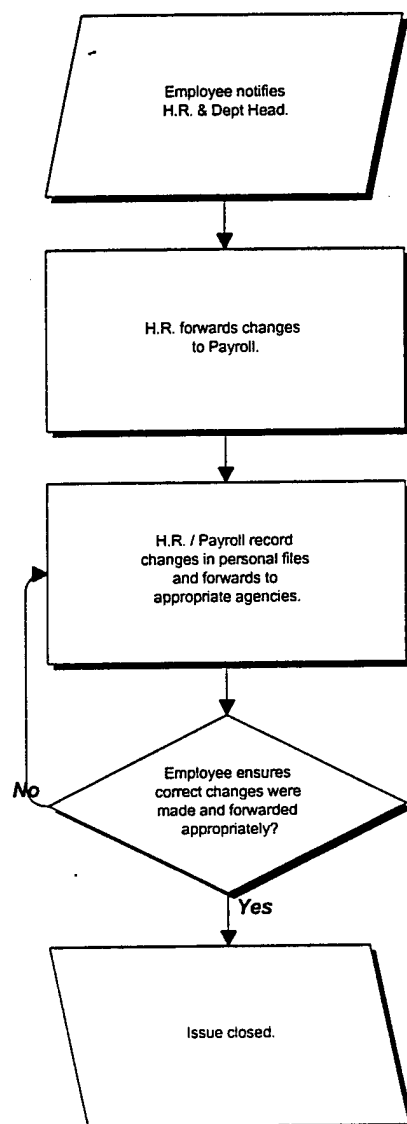 Employee notifies
H.R. & Dept Head.
H.R. forwards changes
to Payroll.
H.R. / Payroll record
changes in personal files
and forwards to
appropriate agencies.
Employee ensures
correct changes were
made and forwarded
appropriately?
No
Yes
Issue closed.